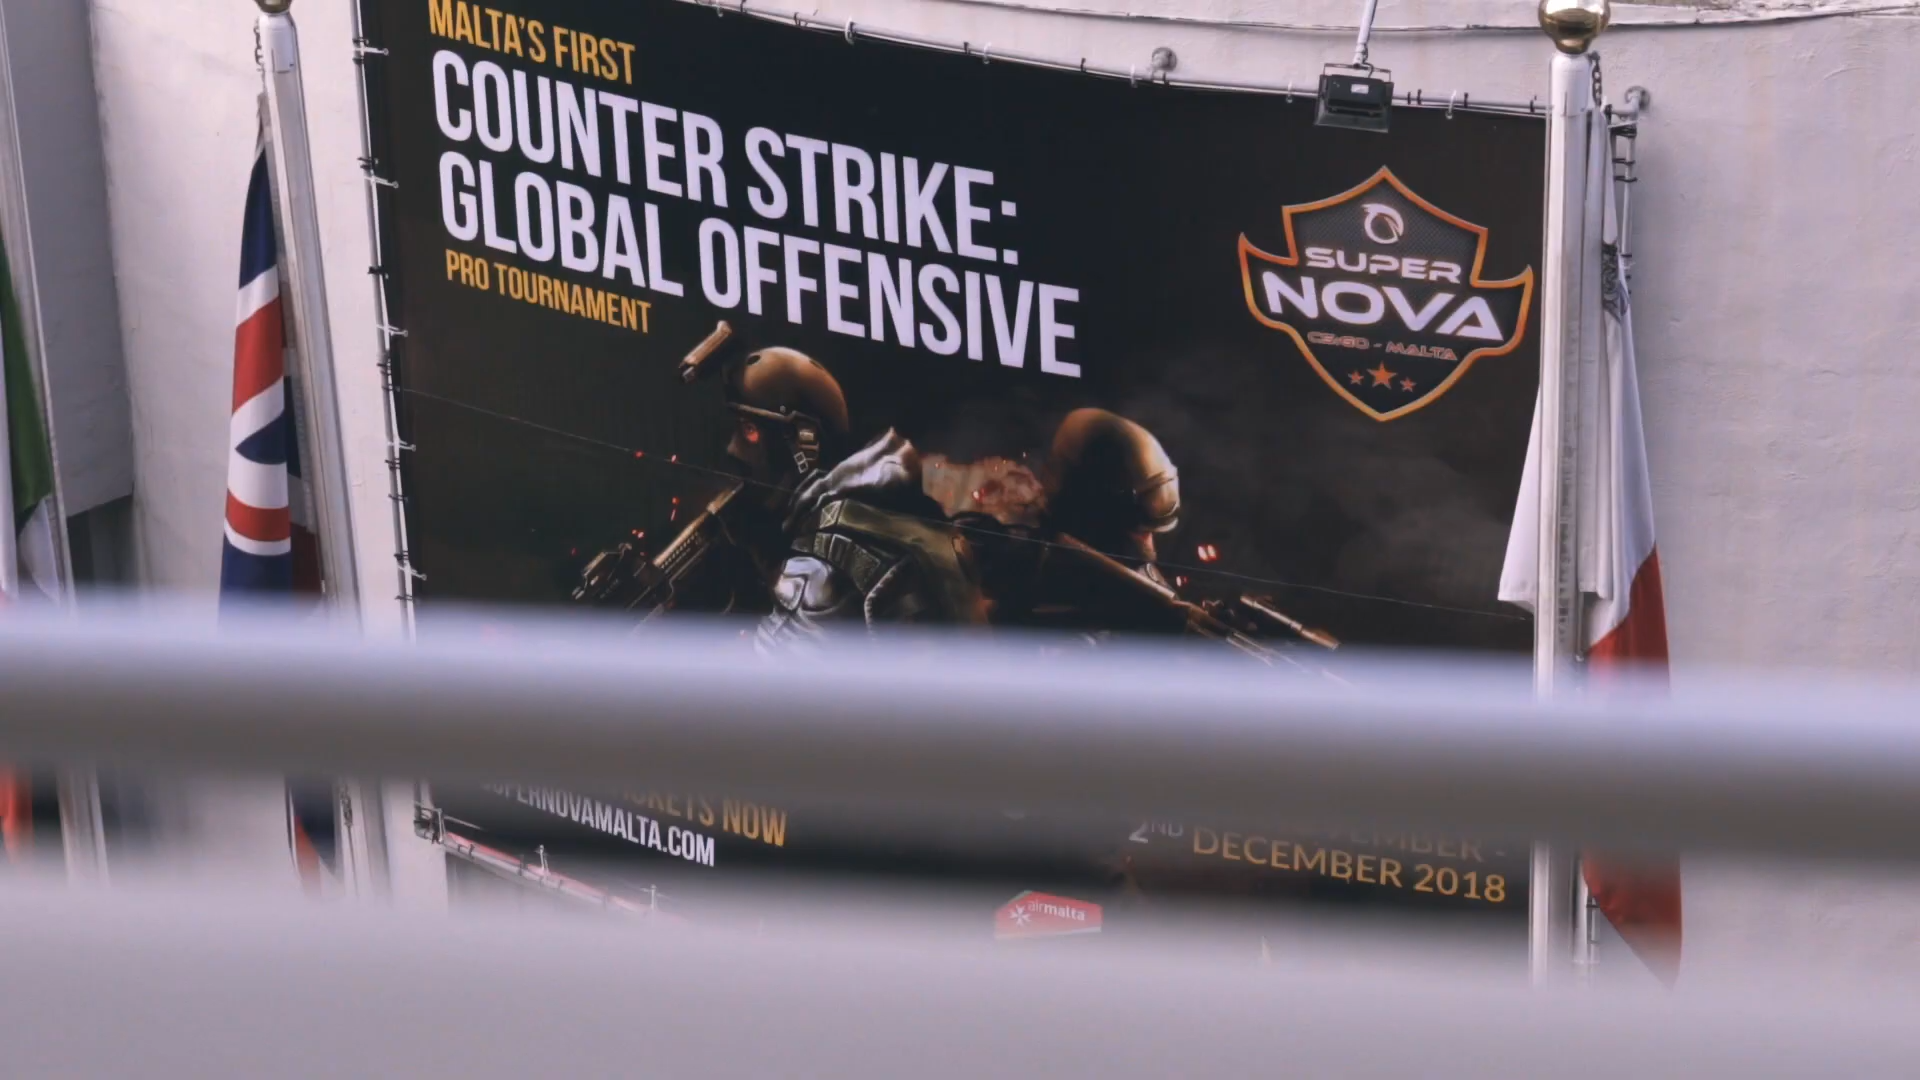 MALTA'S FIRST
COUNTER STRIKE:
GLOBAL OFFENSIVE
PRO TOURNAMENT
SUPER
NOVA
CS:GO - MALTA
NOW
SUPERNOVAMALTA.COM
2ND
DECEMBER 2018
airmalta